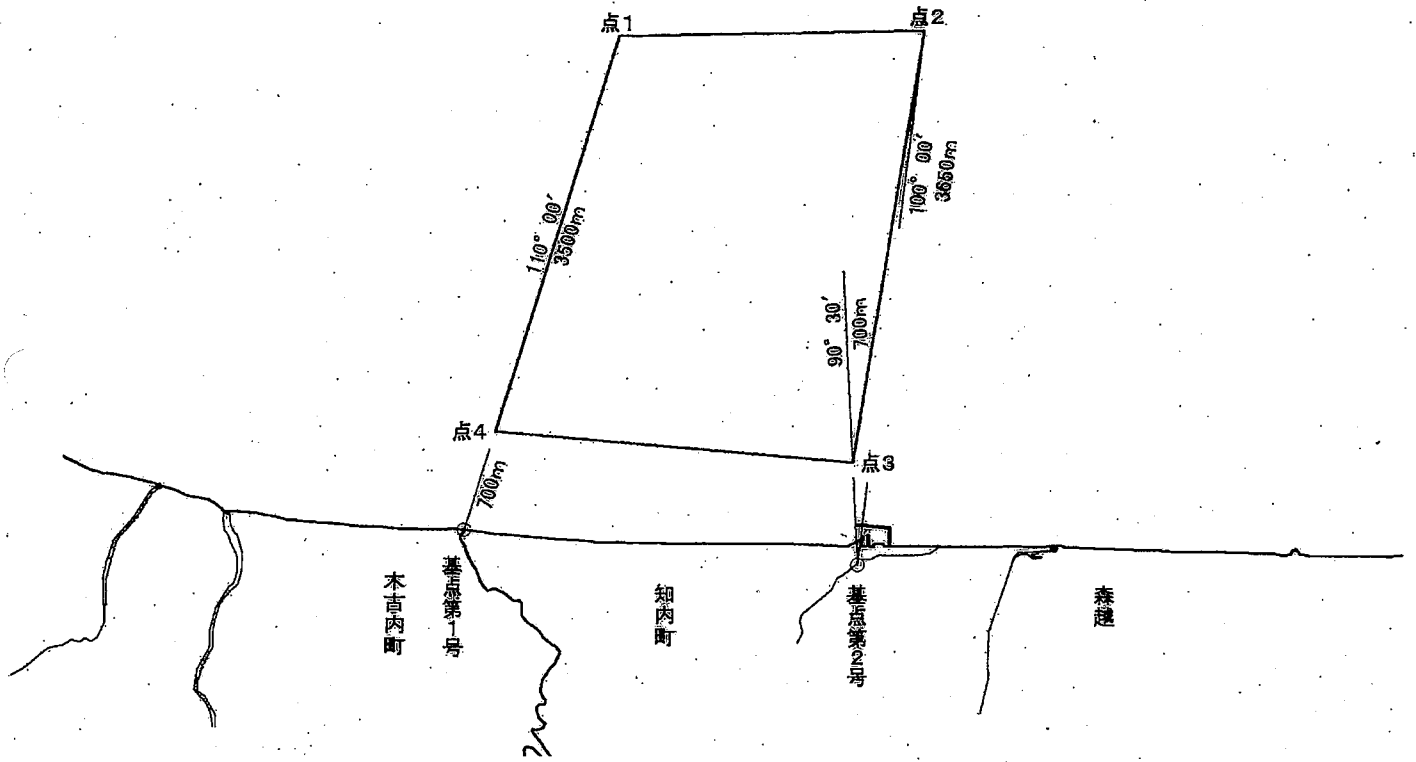 点1
点2
110° 00′
3500m
100° 00′
3650m
90° 30′
700m
点4
点3
700m
木古内町
基点第1号
知内町
基点第2号
森越